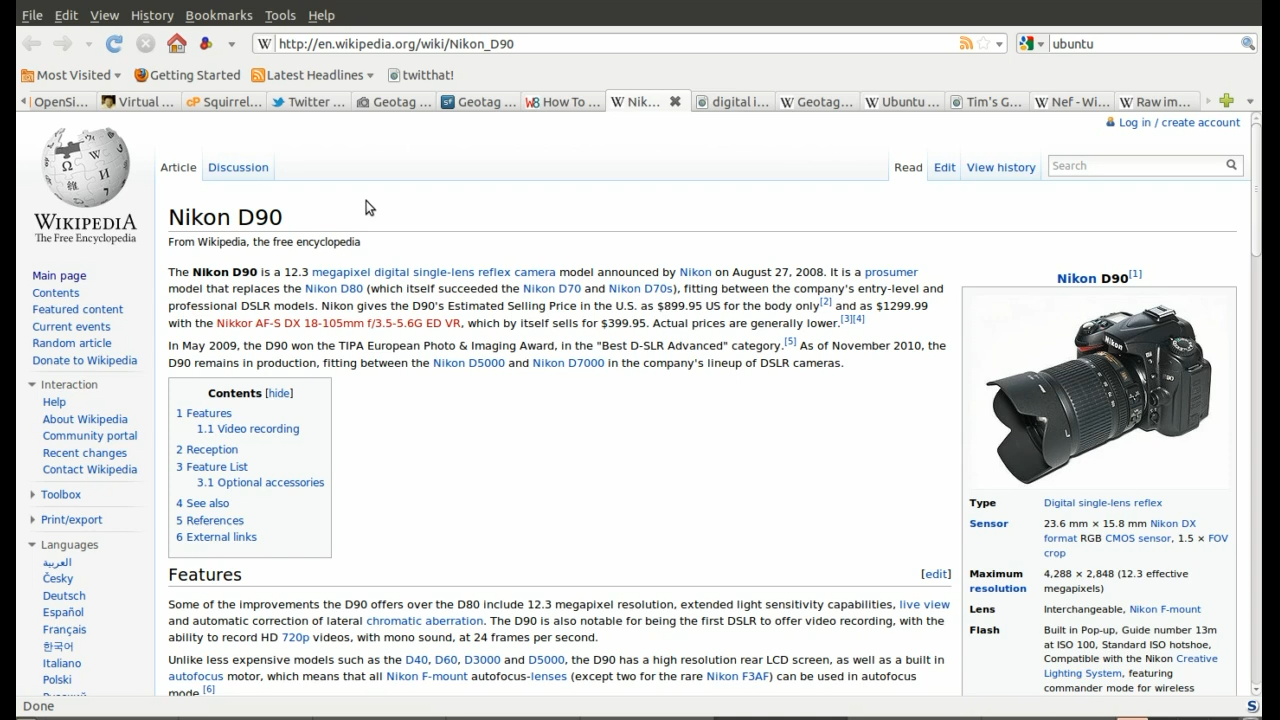 File Edit View History Bookmarks Tools Help
http://en.wikipedia.org/wiki/Nikon_D90
ubuntu
Most Visited Getting Started Latest Headlines twitthat!
OpenSi... Virtual ... Squirrel... Twitter ... Geotag ... Geotag ... How To ... Nik... digital i... Geotag... Ubuntu ... Tim's G... Nef - Wi... Raw im...
Log in / create account
Article Discussion Read Edit View history Search
WIKIPEDIA
The Free Encyclopedia
Main page
Contents
Featured content
Current events
Random article
Donate to Wikipedia
Interaction
Help
About Wikipedia
Community portal
Recent changes
Contact Wikipedia
Toolbox
Print/export
Languages
العربية
Česky
Deutsch
Español
Français
한국어
Italiano
Polski
Русский
Nikon D90
From Wikipedia, the free encyclopedia
The Nikon D90 is a 12.3 megapixel digital single-lens reflex camera model announced by Nikon on August 27, 2008. It is a prosumer
model that replaces the Nikon D80 (which itself succeeded the Nikon D70 and Nikon D70s), fitting between the company's entry-level and
professional DSLR models. Nikon gives the D90's Estimated Selling Price in the U.S. as $899.95 US for the body only[2] and as $1299.99
with the Nikkor AF-S DX 18-105mm f/3.5-5.6G ED VR, which by itself sells for $399.95. Actual prices are generally lower.[3][4]
In May 2009, the D90 won the TIPA European Photo & Imaging Award, in the "Best D-SLR Advanced" category.[5] As of November 2010, the
D90 remains in production, fitting between the Nikon D5000 and Nikon D7000 in the company's lineup of DSLR cameras.
Contents [hide]
1 Features
1.1 Video recording
2 Reception
3 Feature List
3.1 Optional accessories
4 See also
5 References
6 External links
Features [edit]
Some of the improvements the D90 offers over the D80 include 12.3 megapixel resolution, extended light sensitivity capabilities, live view
and automatic correction of lateral chromatic aberration. The D90 is also notable for being the first DSLR to offer video recording, with the
ability to record HD 720p videos, with mono sound, at 24 frames per second.
Unlike less expensive models such as the D40, D60, D3000 and D5000, the D90 has a high resolution rear LCD screen, as well as a built in
autofocus motor, which means that all Nikon F-mount autofocus-lenses (except two for the rare Nikon F3AF) can be used in autofocus
mode.[6]
Nikon D90[1]
Nikon
Type Digital single-lens reflex
Sensor 23.6 mm × 15.8 mm Nikon DX
format RGB CMOS sensor, 1.5 × FOV
crop
Maximum 4,288 × 2,848 (12.3 effective
resolution megapixels)
Lens Interchangeable, Nikon F-mount
Flash Built in Pop-up, Guide number 13m
at ISO 100, Standard ISO hotshoe,
Compatible with the Nikon Creative
Lighting System, featuring
commander mode for wireless
Done